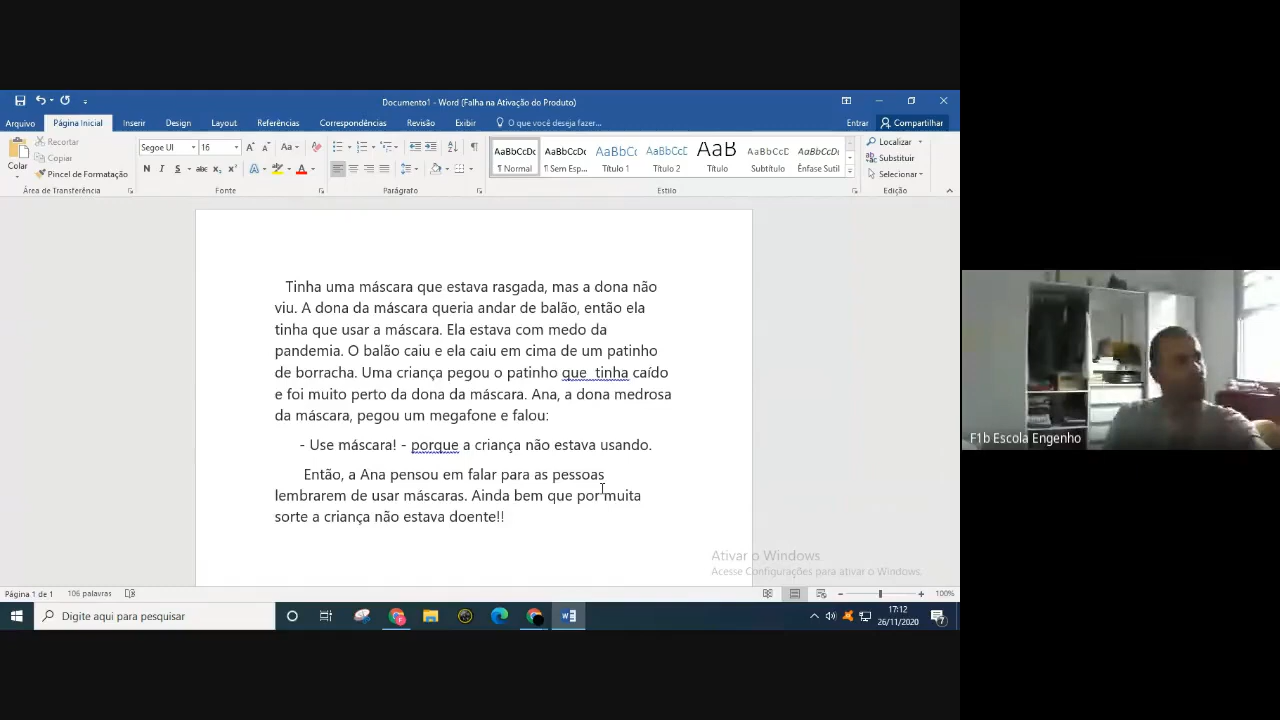 Documento1 - Word (Falha na Ativação do Produto)
Arquivo Página Inicial Inserir Design Layout Referências Correspondências Revisão Exibir O que você deseja fazer... Entrar Compartilhar
Colar
Recortar
Copiar
Pincel de Formatação
Área de Transferência
Segoe UI 16 Aa
N I S abc x₂ x² A A
Fonte
Parágrafo
AaBbCcDc AaBbCcDc AaBbCc AaBbCcD AaB AaBbCcD AaBbCcDc
¶ Normal ¶ Sem Esp... Título 1 Título 2 Título Subtítulo Ênfase Sutil
Estilo
Localizar
Substituir
Selecionar
Edição
Tinha uma máscara que estava rasgada, mas a dona não
viu. A dona da máscara queria andar de balão, então ela
tinha que usar a máscara. Ela estava com medo da
pandemia. O balão caiu e ela caiu em cima de um patinho
de borracha. Uma criança pegou o patinho que  tinha caído
e foi muito perto da dona da máscara. Ana, a dona medrosa
da máscara, pegou um megafone e falou:
- Use máscara! - porque a criança não estava usando.
Então, a Ana pensou em falar para as pessoas
lembrarem de usar máscaras. Ainda bem que por muita
sorte a criança não estava doente!!
Ativar o Windows
Acesse Configurações para ativar o Windows.
Página 1 de 1 106 palavras 100%
Digite aqui para pesquisar
17:12
26/11/2020
7
F1b Escola Engenho